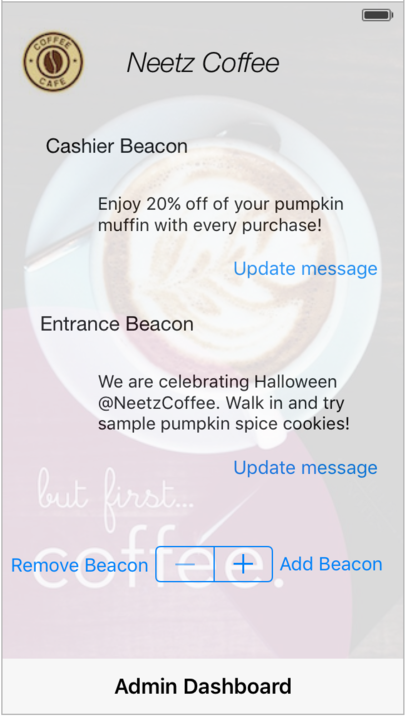 COFFEE
CAFE
Neetz Coffee
Cashier Beacon
Enjoy 20% off of your pumpkin
muffin with every purchase!
Update message
Entrance Beacon
We are celebrating Halloween
@NeetzCoffee. Walk in and try
sample pumpkin spice cookies!
Update message
but first...
coffee.
Remove Beacon − + Add Beacon
Admin Dashboard